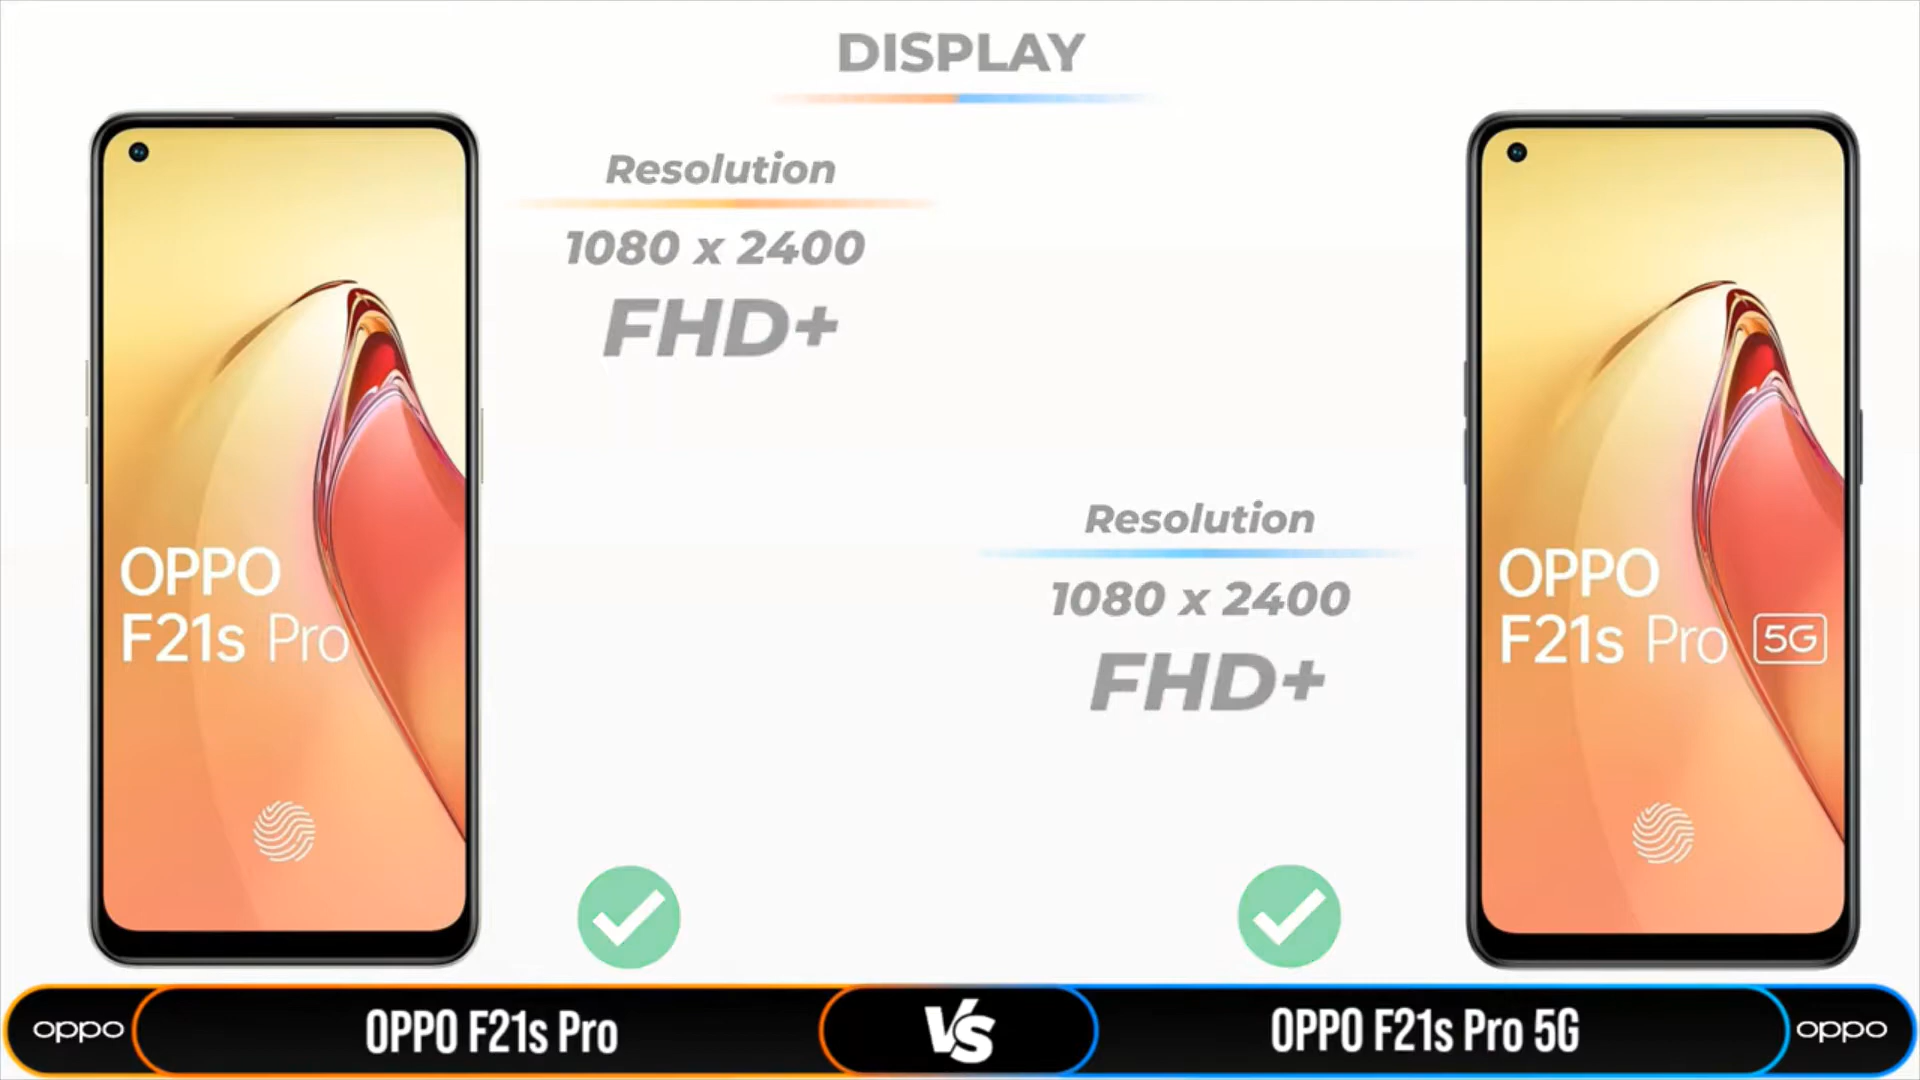 DISPLAY
Resolution
1080 x 2400
FHD+
Resolution
1080 x 2400
FHD+
OPPO
F21s Pro
OPPO
F21s Pro 5G
oppo
OPPO F21s Pro
VS
OPPO F21s Pro 5G
oppo